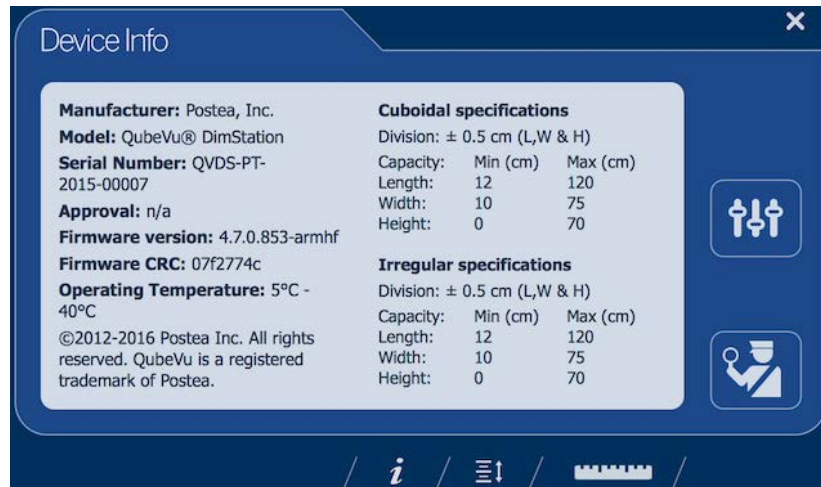 Device Info
Manufacturer: Postea, Inc.
Model: QubeVu® DimStation
Serial Number: QVDS-PT-
2015-00007
Approval: n/a
Firmware version: 4.7.0.853-armhf
Firmware CRC: 07f2774c
Operating Temperature: 5°C -
40°C
©2012-2016 Postea Inc. All rights
reserved. QubeVu is a registered
trademark of Postea.
Cuboidal specifications
Division: ± 0.5 cm (L,W & H)
Capacity: Min (cm) Max (cm)
Length: 12 120
Width: 10 75
Height: 0 70
Irregular specifications
Division: ± 0.5 cm (L,W & H)
Capacity: Min (cm) Max (cm)
Length: 12 120
Width: 10 75
Height: 0 70